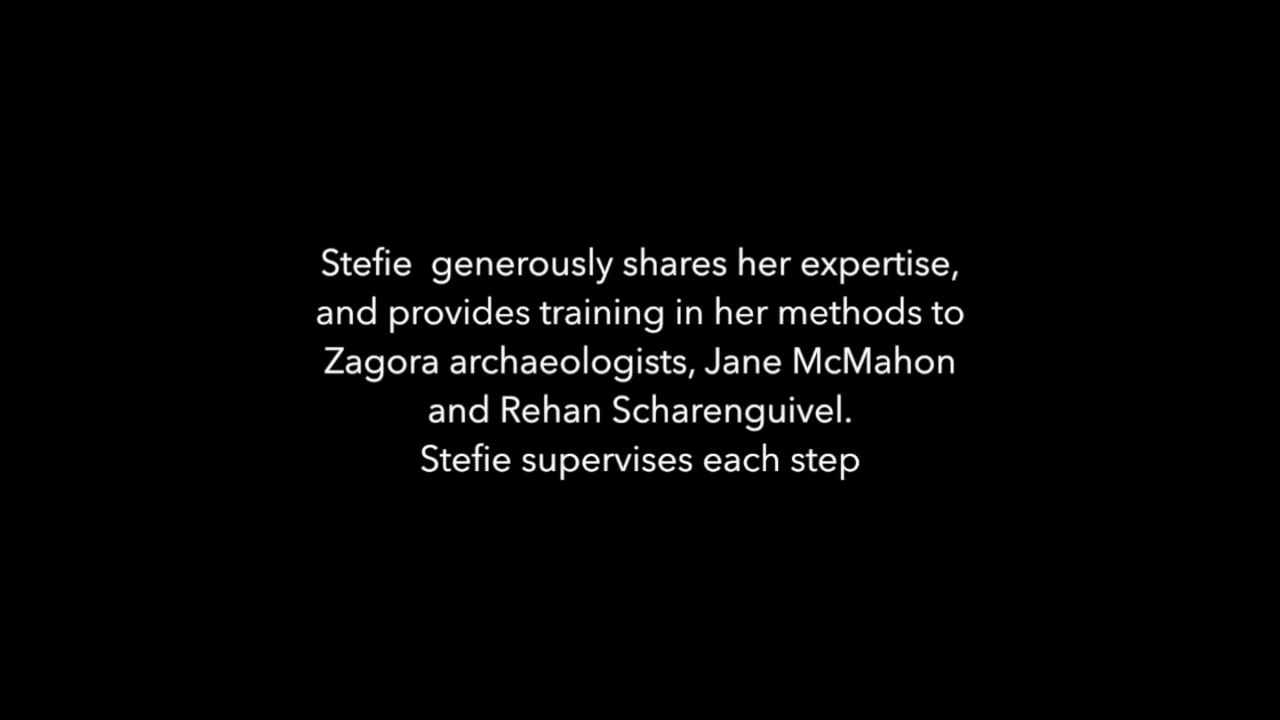 Stefie  generously shares her expertise,
and provides training in her methods to
Zagora archaeologists, Jane McMahon
and Rehan Scharenguivel.
Stefie supervises each step